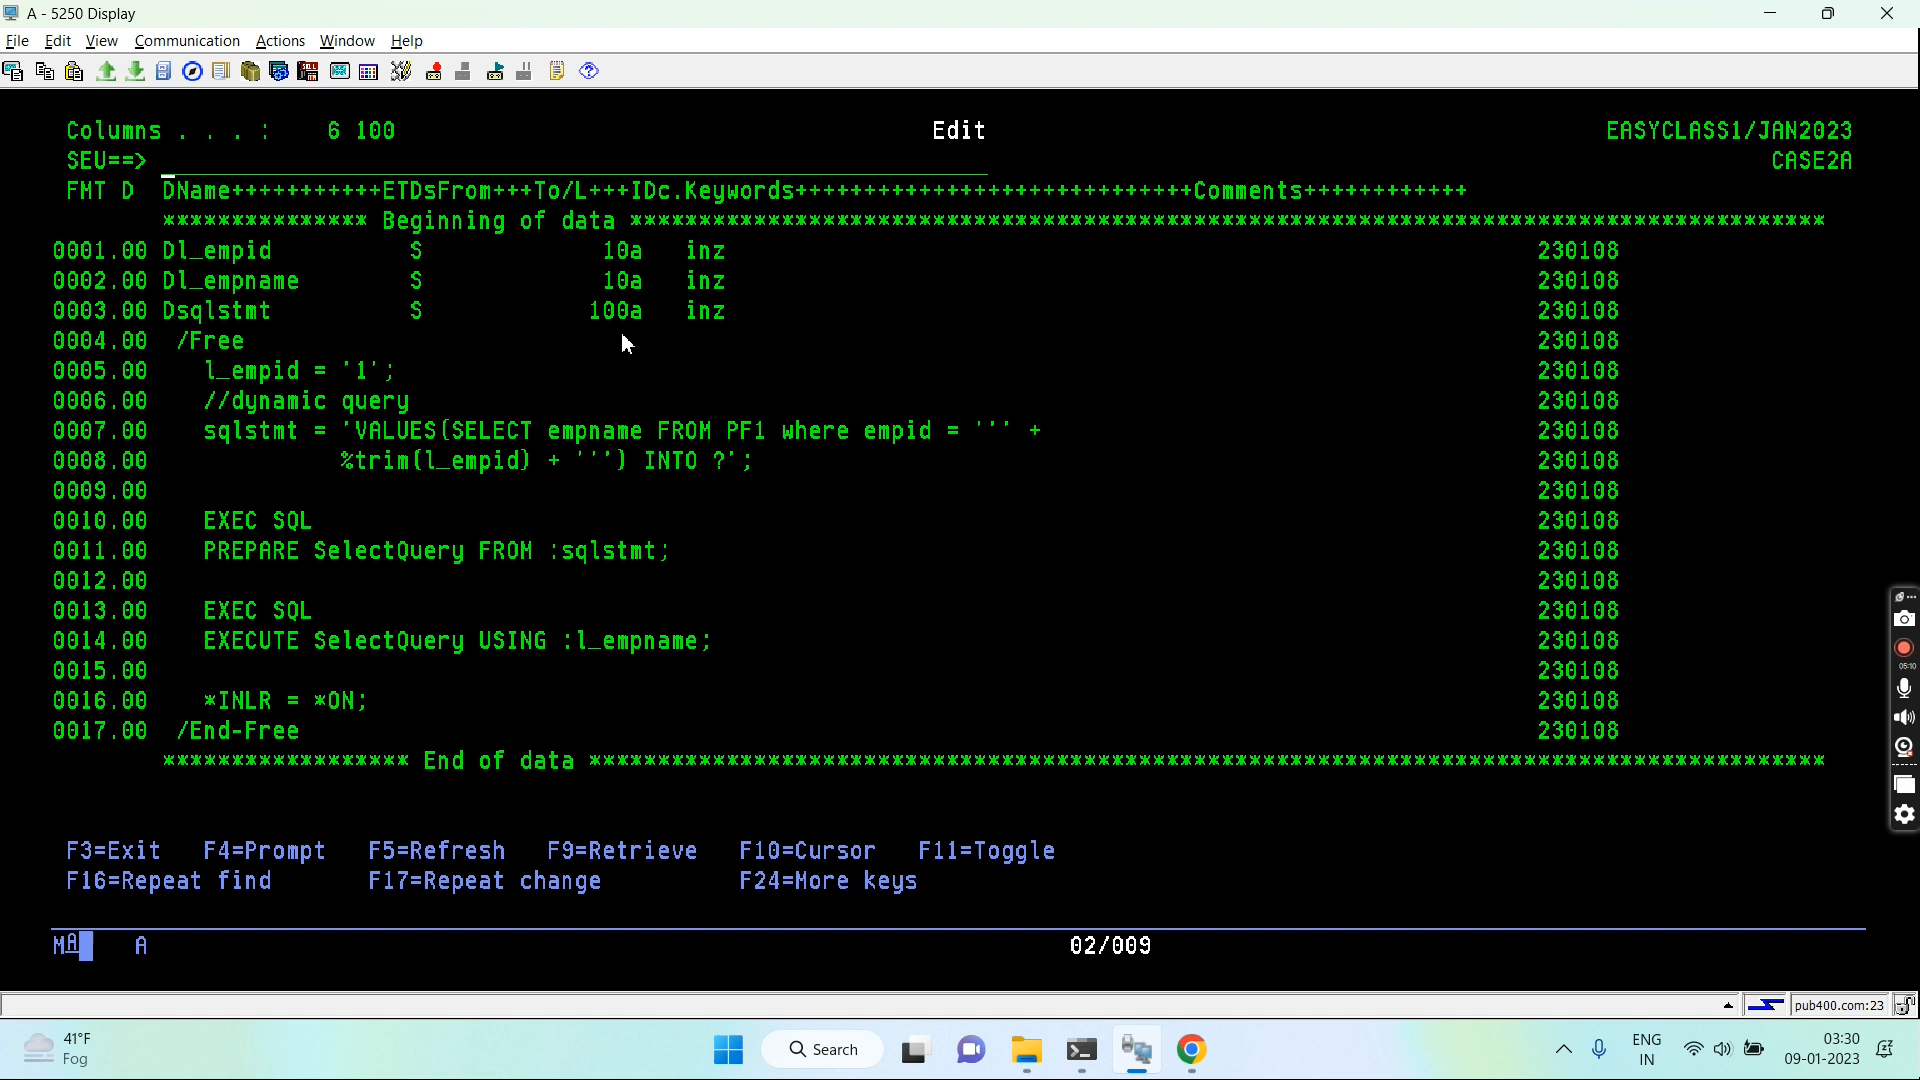 A - 5250 Display
File Edit View Communication Actions Window Help
Columns . . . :    6 100                                       Edit                                             EASYCLASS1/JAN2023
SEU==>                                                                                                                      CASE2A
FMT D  DName+++++++++++ETDsFrom+++To/L+++IDc.Keywords+++++++++++++++++++++++++++++Comments++++++++++++
*************** Beginning of data ***************************************************************************************
0001.00 Dl_empid          S             10a   inz                                                           230108
0002.00 Dl_empname        S             10a   inz                                                           230108
0003.00 Dsqlstmt          S            100a   inz                                                           230108
0004.00  /Free                                                                                              230108
0005.00    l_empid = '1';                                                                                   230108
0006.00    //dynamic query                                                                                  230108
0007.00    sqlstmt = 'VALUES(SELECT empname FROM PF1 where empid = ''' +                                    230108
0008.00              %trim(l_empid) + ''') INTO ?';                                                         230108
0009.00                                                                                                     230108
0010.00    EXEC SQL                                                                                         230108
0011.00    PREPARE SelectQuery FROM :sqlstmt;                                                               230108
0012.00                                                                                                     230108
0013.00    EXEC SQL                                                                                         230108
0014.00    EXECUTE SelectQuery USING :l_empname;                                                            230108
0015.00                                                                                                     230108
0016.00    *INLR = *ON;                                                                                     230108
0017.00  /End-Free                                                                                          230108
****************** End of data ******************************************************************************************
F3=Exit   F4=Prompt   F5=Refresh   F9=Retrieve   F10=Cursor   F11=Toggle
F16=Repeat find       F17=Repeat change          F24=More keys
MA    A                                                                   02/009
05:10
pub400.com:23
41°F
Fog
Search
ENG
IN
03:30
09-01-2023